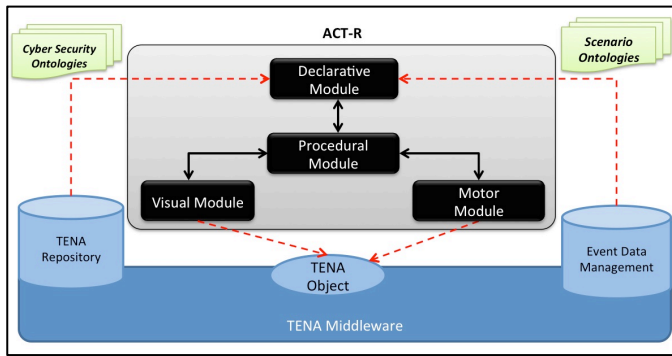 ACT-R
Cyber Security
Ontologies
Scenario
Ontologies
Declarative
Module
Procedural
Module
Visual Module
Motor
Module
TENA
Repository
TENA
Object
Event Data
Management
TENA Middleware